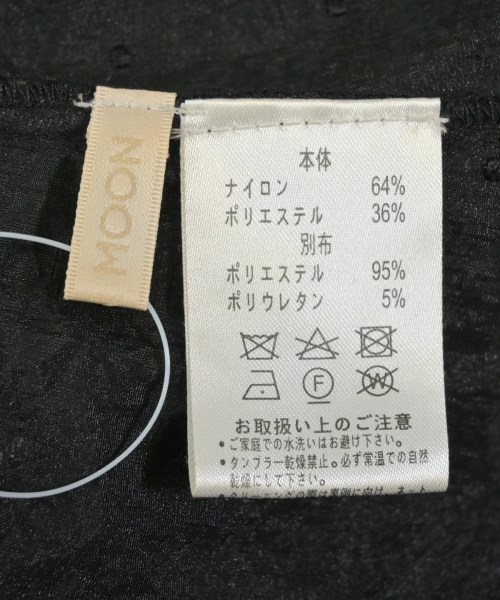 MOON
本体
ナイロン 64%
ポリエステル 36%
別布
ポリエステル 95%
ポリウレタン 5%
F
W
お取扱い上のご注意
●ご家庭での水洗いはお避け下さい。
●タンブラー乾燥禁止。必ず常温での自然
乾燥にして下さい。